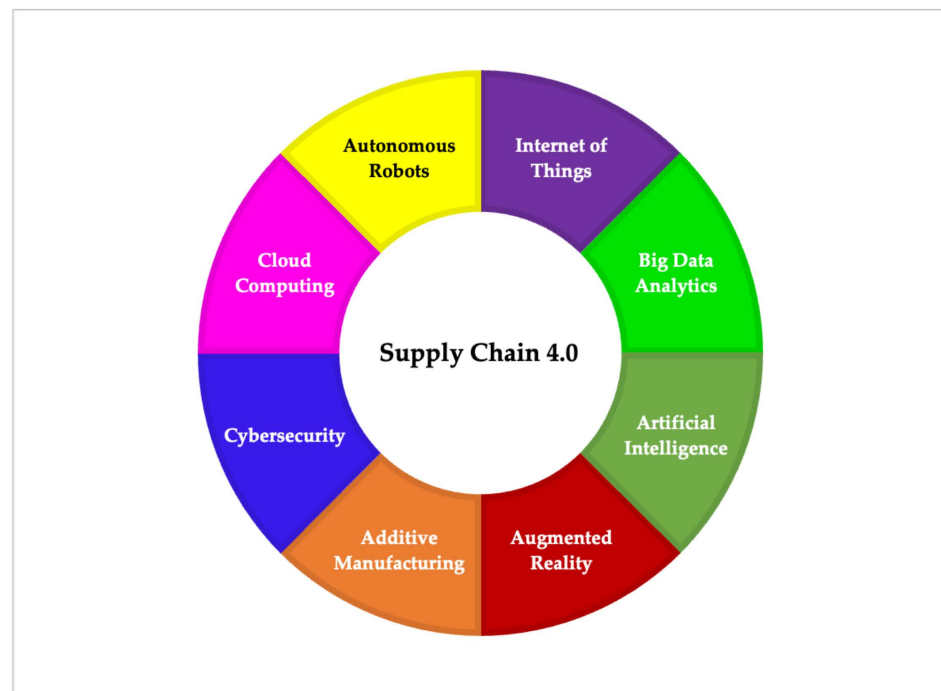 Autonomous
Robots
Internet of
Things
Big Data
Analytics
Artificial
Intelligence
Augmented
Reality
Additive
Manufacturing
Cybersecurity
Cloud
Computing
Supply Chain 4.0